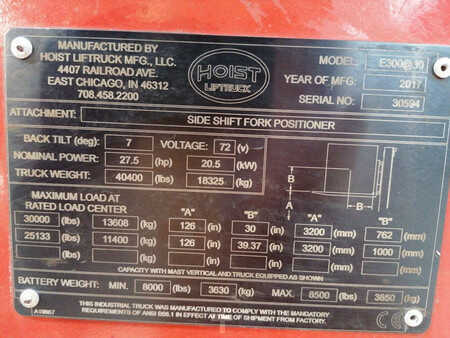 MANUFACTURED BY
HOIST LIFTRUCK MFG., LLC.
4407 RAILROAD AVE.
EAST CHICAGO, IN 46312
708.458.2200
HOIST
LIFTRUCK
MODEL: E300@30
YEAR OF MFG: 2017
SERIAL NO: 30594
ATTACHMENT: SIDE SHIFT FORK POSITIONER
BACK TILT (deg): 7 VOLTAGE: 72 (v)
NOMINAL POWER: 27.5 (hp) 20.5 (kW)
TRUCK WEIGHT: 40400 (lbs) 18325 (kg)
B
A
B
MAXIMUM LOAD AT
RATED LOAD CENTER "A" "B" "A" "B"
30000 (lbs) 13608 (kg) 126 (in) 30 (in) 3200 (mm) 762 (mm)
25133 (lbs) 11400 (kg) 126 (in) 39.37 (in) 3200 (mm) 1000 (mm)
CAPACITY WITH MAST VERTICAL AND TRUCK EQUIPPED AS SHOWN
BATTERY WEIGHT: MIN. 8000 (lbs) 3630 (kg) MAX. 8500 (lbs) 3850 (kg)
THIS INDUSTRIAL TRUCK WAS MANUFACTURED TO COMPLY WITH THE MANDATORY
REQUIREMENTS OF ANSI B56.1 IN EFFECT AT TIME OF SHIPMENT FROM FACTORY.
CE